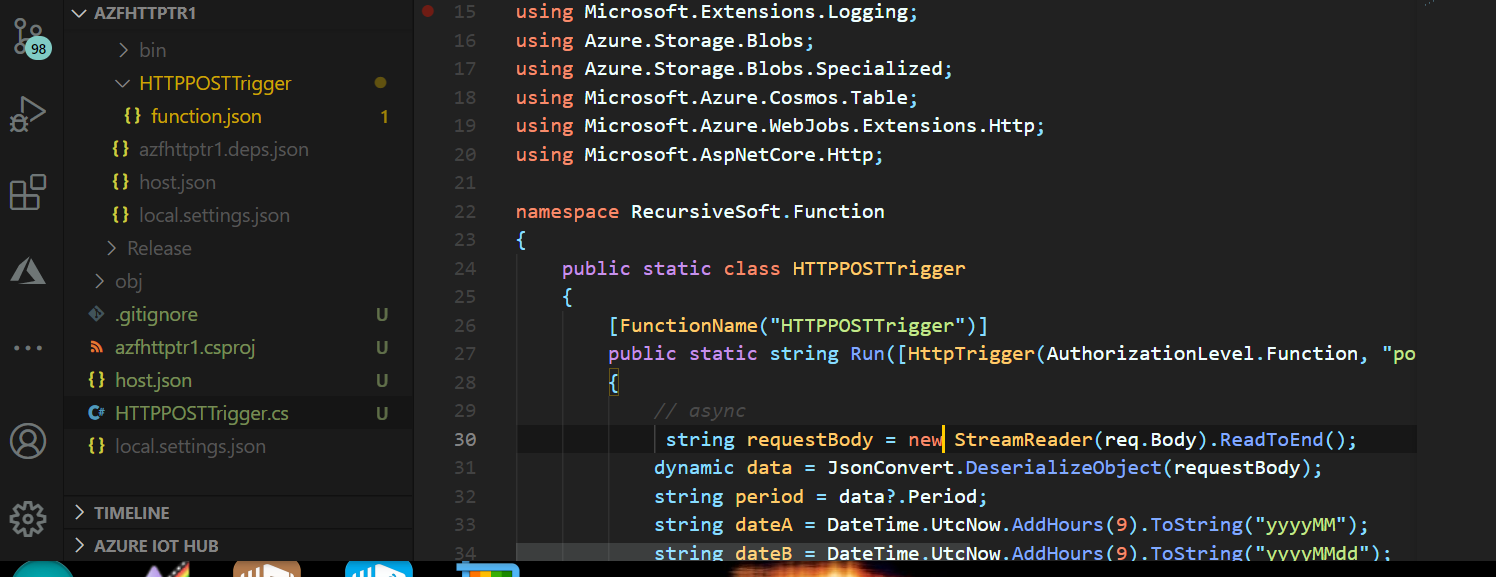 AZFHTTPTR1
98
bin
HTTPPOSTTrigger
function.json 1
azfhttptr1.deps.json
host.json
local.settings.json
Release
obj
.gitignore U
azfhttptr1.csproj U
host.json U
HTTPPOSTTrigger.cs U
local.settings.json
TIMELINE
AZURE IOT HUB
15 using Microsoft.Extensions.Logging;
16 using Azure.Storage.Blobs;
17 using Azure.Storage.Blobs.Specialized;
18 using Microsoft.Azure.Cosmos.Table;
19 using Microsoft.Azure.WebJobs.Extensions.Http;
20 using Microsoft.AspNetCore.Http;
21
22 namespace RecursiveSoft.Function
23 {
24 public static class HTTPPOSTTrigger
25 {
26 [FunctionName("HTTPPOSTTrigger")]
27 public static string Run([HttpTrigger(AuthorizationLevel.Function, "po
28 {
29 // async
30 string requestBody = new StreamReader(req.Body).ReadToEnd();
31 dynamic data = JsonConvert.DeserializeObject(requestBody);
32 string period = data?.Period;
33 string dateA = DateTime.UtcNow.AddHours(9).ToString("yyyyMM");
34 string dateB = DateTime.UtcNow.AddHours(9).ToString("yyyyMMdd");